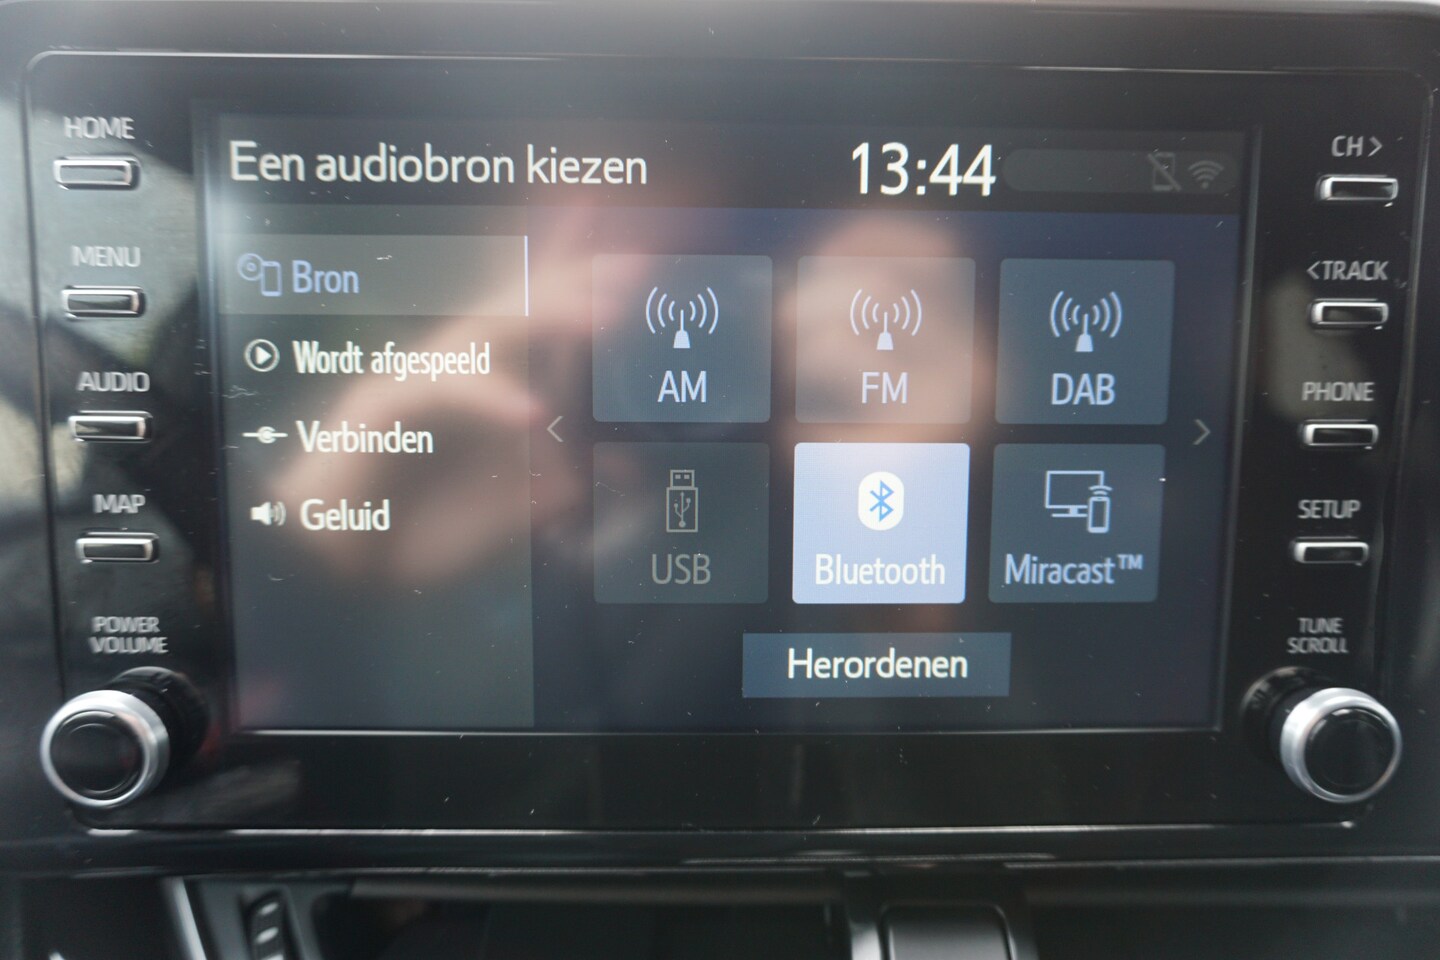 HOME
MENU
AUDIO
MAP
POWER
VOLUME
Een audiobron kiezen
13:44
Bron
Wordt afgespeeld
Verbinden
Geluid
<
AM
FM
DAB
USB
Bluetooth
Miracast™
>
Herordenen
CH>
<TRACK
PHONE
SETUP
TUNE
SCROLL